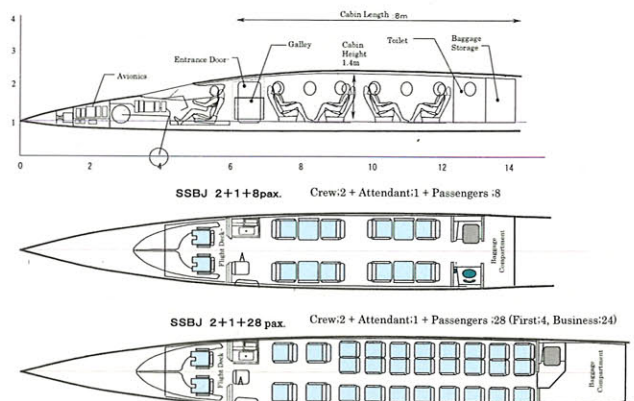 Cabin Length :8m
4
Galley
Cabin
Height
1.4m
Toilet
Baggage
Storage
3
Entrance Door
Avionics
2
1
0
2
4
6
8
10
12
14
SSBJ 2+1+8pax. Crew;2 + Attendant;1 + Passengers ;8
Flight Deck
A
Baggage
Compartment
SSBJ 2+1+28 pax. Crew;2 + Attendant;1 + Passengers ;28 (First;4, Business;24)
Flight Deck
A
Baggage
Compartment